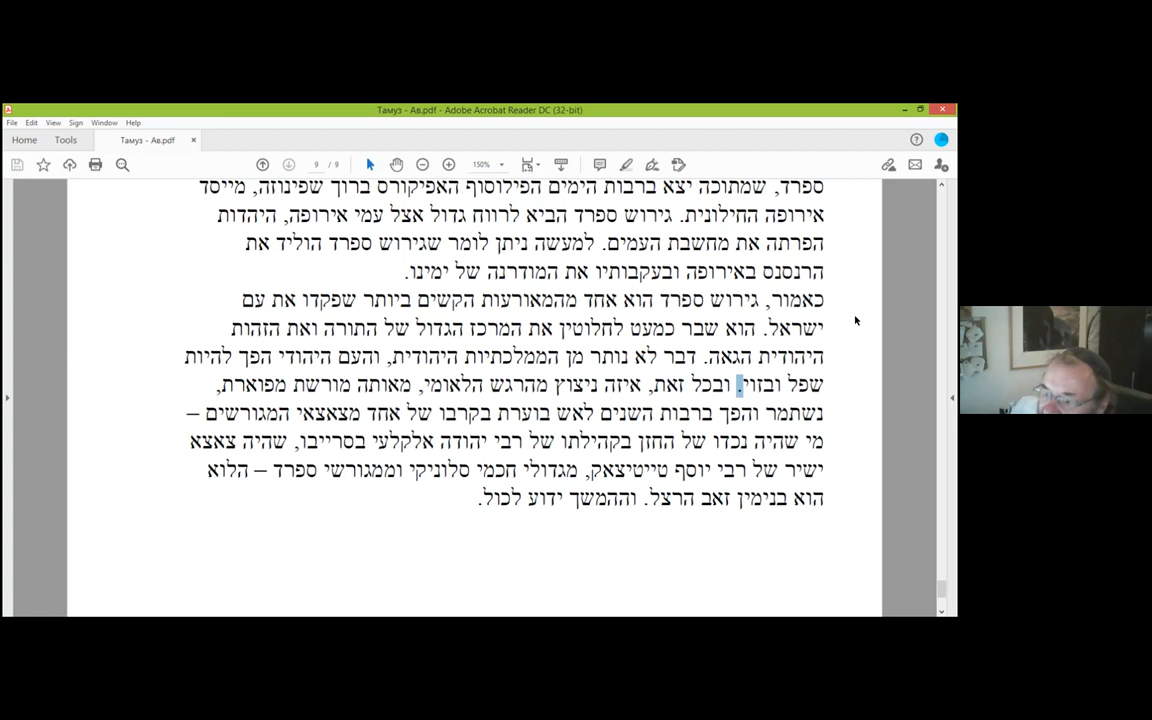 Тамуз - Ав.pdf - Adobe Acrobat Reader DC (32-bit)
File Edit View Sign Window Help
Home Tools Тамуз - Ав.pdf ×
9 / 9 150%
ספרד, שמתוכה יצא ברבות הימים הפילוסוף האפיקורס ברוך שפינוזה, מייסד
אירופה החילונית. גירוש ספרד הביא לרווח גדול אצל עמי אירופה, היהדות
הפרתה את מחשבת העמים. למעשה ניתן לומר שגירוש ספרד הוליד את
הרנסנס באירופה ובעקבותיו את המודרנה של ימינו.
כאמור, גירוש ספרד הוא אחד מהמאורעות הקשים ביותר שפקדו את עם
ישראל. הוא שבר כמעט לחלוטין את המרכז הגדול של התורה ואת הזהות
היהודית הגאה. דבר לא נותר מן הממלכתיות היהודית, והעם היהודי הפך להיות
שפל ובזוי. ובכל זאת, איזה ניצוץ מהרגש הלאומי, מאותה מורשת מפוארת,
נשתמר והפך ברבות השנים לאש בוערת בקרבו של אחד מצאצאי המגורשים –
מי שהיה נכדו של החזן בקהילתו של רבי יהודה אלקלעי בסרייבו, שהיה צאצא
ישיר של רבי יוסף טייטיצאק, מגדולי חכמי סלוניקי וממגורשי ספרד – הלוא
הוא בנימין זאב הרצל. וההמשך ידוע לכול.